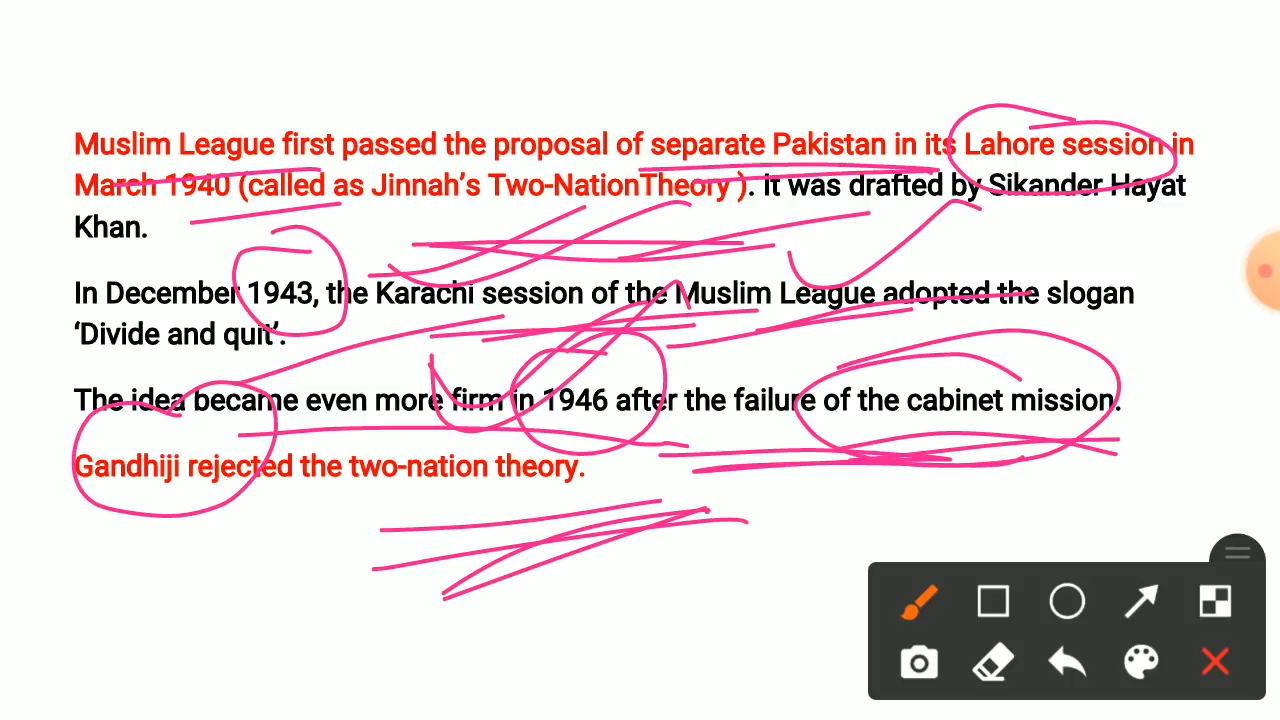 Muslim League first passed the proposal of separate Pakistan in its Lahore session in
March 1940 (called as Jinnah's Two-NationTheory ). It was drafted by Sikander Hayat
Khan.
In December 1943, the Karachi session of the Muslim League adopted the slogan
‘Divide and quit’.
The idea became even more firm in 1946 after the failure of the cabinet mission.
Gandhiji rejected the two-nation theory.